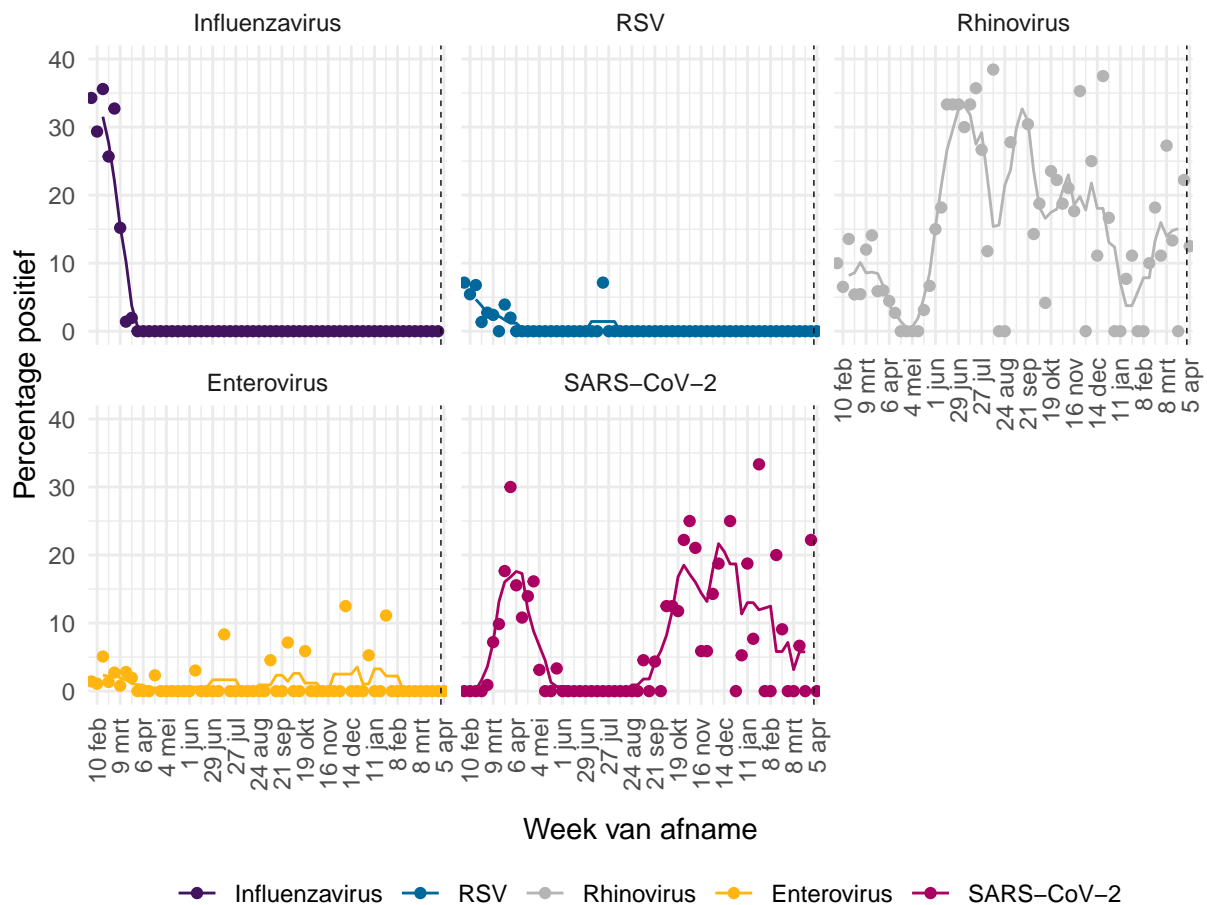 Influenzavirus RSV Rhinovirus
40
30
20
10
0
10 feb
9 mrt
6 apr
4 mei
1 jun
29 jun
27 jul
24 aug
21 sep
19 okt
16 nov
14 dec
11 jan
8 feb
8 mrt
5 apr
Enterovirus SARS−CoV−2
40
30
20
10
0
10 feb
9 mrt
6 apr
4 mei
1 jun
29 jun
27 jul
24 aug
21 sep
19 okt
16 nov
14 dec
11 jan
8 feb
8 mrt
5 apr
10 feb
9 mrt
6 apr
4 mei
1 jun
29 jun
27 jul
24 aug
21 sep
19 okt
16 nov
14 dec
11 jan
8 feb
8 mrt
5 apr
Percentage positief
Week van afname
Influenzavirus RSV Rhinovirus Enterovirus SARS−CoV−2